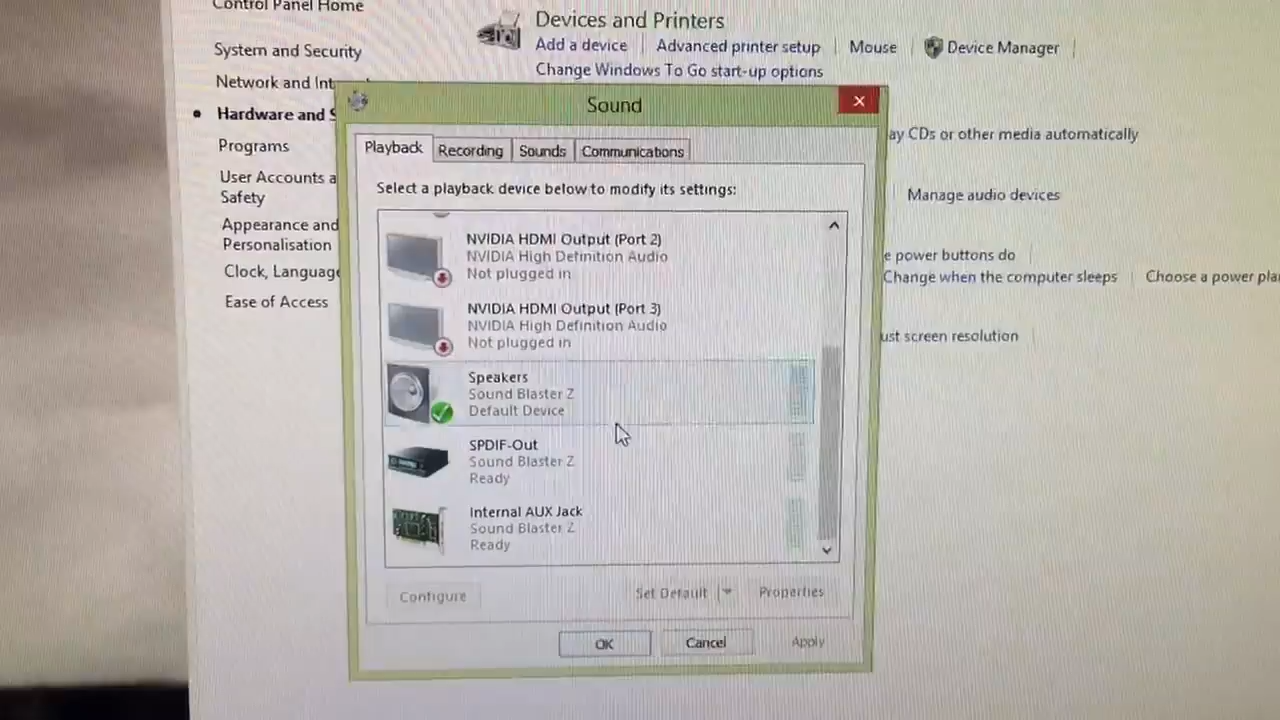 Control Panel Home
System and Security
Network and Int
Hardware and S
Programs
User Accounts a
Safety
Appearance and
Personalisation
Clock, Language
Ease of Access
Devices and Printers
Add a device
Advanced printer setup
Mouse
Device Manager
Change Windows To Go start-up options
ay CDs or other media automatically
Manage audio devices
e power buttons do
Change when the computer sleeps
Choose a power pla
ust screen resolution
Sound
Playback
Recording
Sounds
Communications
Select a playback device below to modify its settings:
NVIDIA HDMI Output (Port 2)
NVIDIA High Definition Audio
Not plugged in
NVIDIA HDMI Output (Port 3)
NVIDIA High Definition Audio
Not plugged in
Speakers
Sound Blaster Z
Default Device
SPDIF-Out
Sound Blaster Z
Ready
Internal AUX Jack
Sound Blaster Z
Ready
Configure
Set Default
Properties
OK
Cancel
Apply